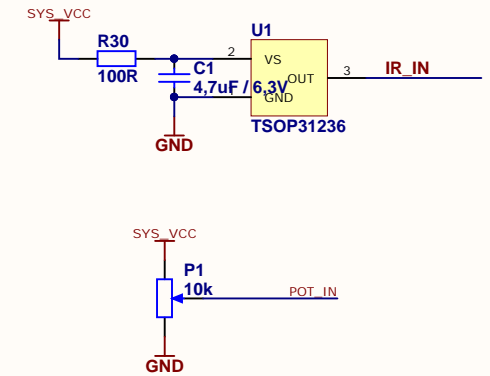 SYS_VCC
R30
100R
C1
4,7uF / 6,3V
U1
2
VS
OUT
GND
1
3
IR_IN
TSOP31236
GND
SYS_VCC
P1
10k
POT_IN
GND